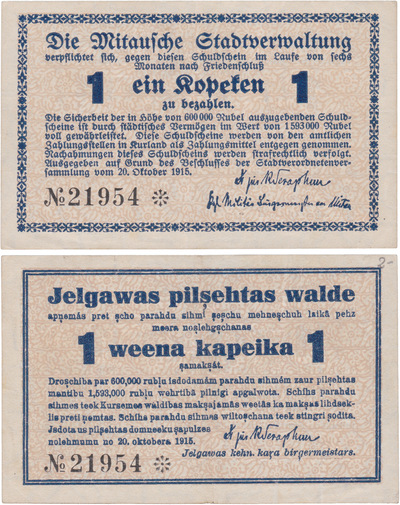 Die Mitausche Stadtverwaltung
verpflichtet sich, gegen diesen Schuldschein im Laufe von sechs
Monaten nach Friedensschluß
1 ein Kopeken 1
zu bezahlen.
Die Sicherheit der in Höhe von 600000 Rubel auszugebenden Schuld-
scheine ist durch städtisches Vermögen im Wert von 1593000 Rubel
voll gewährleistet. Diese Schuldscheine werden von den amtlichen
Zahlungsstellen in Kurland als Zahlungsmittel entgegen genommen.
Nachahmungen dieses Schuldscheins werden strafrechtlich verfolgt.
Ausgegeben auf Grund des Beschlusses der Stadtverordnetenver-
sammlung vom 20. Oktober 1915.
№21954
2-
Jelgawas pilsehtas walde
apņemas pret scho parahdu sihmi seschu mehneschuh laikā pehz
meera noslehgschanas
1 weena kapeika 1
samaksāt.
Droschiba par 600,000 rubļu isdodamām parahdu sihmēm zaur pilsehtas
mantibu 1,593,000 rubļu wehrtibā pilnigi apgalwota. Schihs parahdu
sihmes teek Kursemes waldibas maksajamās weetās kā maksas lihdsek-
lis preti ņemtas. Schihs parahdu sihmes wiltoschana teek stingri sodita.
Isdota us pilsehtas domneeku sapulzes
nolehmumu no 20. oktobera 1915.
№21954
Jelgawas kehn. kaŗa birgermeistars.